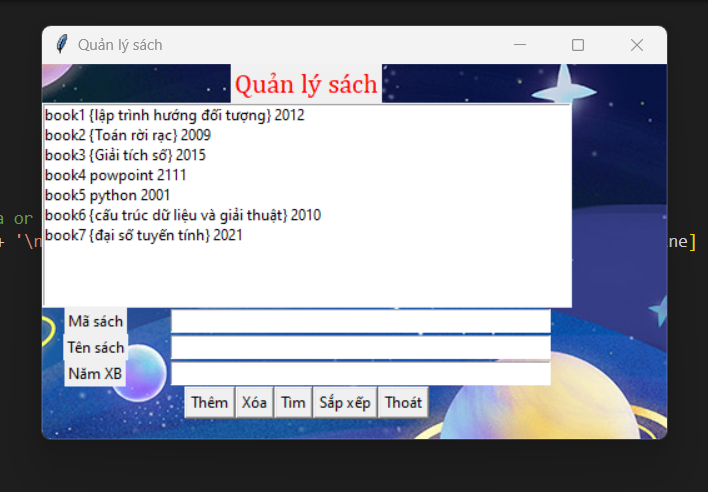 Quản lý sách
Quản lý sách
book1 {lập trình hướng đối tượng} 2012
book2 {Toán rời rạc} 2009
book3 {Giải tích số} 2015
book4 powpoint 2111
book5 python 2001
book6 {cấu trúc dữ liệu và giải thuật} 2010
book7 {đại số tuyến tính} 2021
a or
+ '\n
ne]
Mã sách
Tên sách
Năm XB
Thêm Xóa Tìm Sắp xếp Thoát